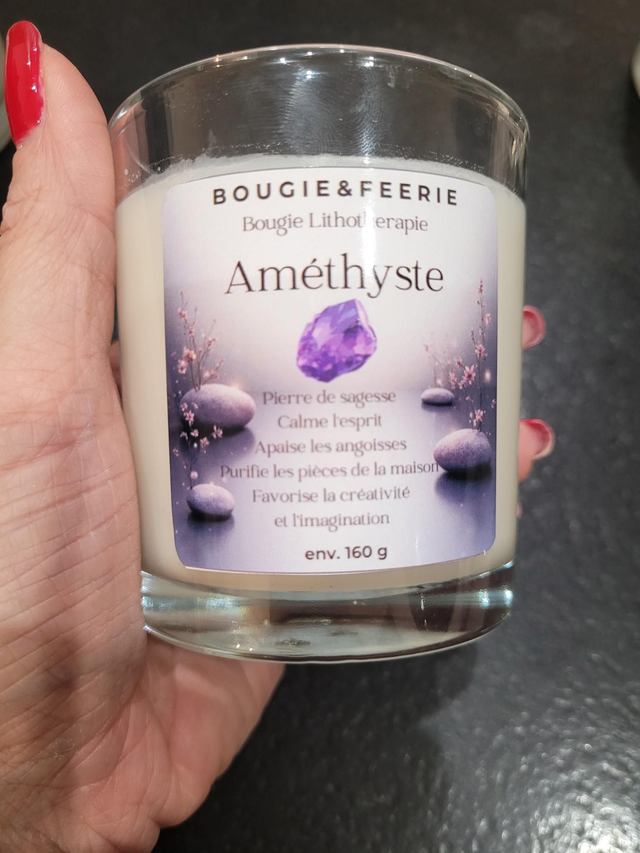 BOUGIE&FEERIE
Bougie Lithotherapie
Améthyste
Pierre de sagesse
Calme l'esprit
Apaise les angoisses
Purifie les pièces de la maison
Favorise la créativité
et l'imagination
env. 160 g